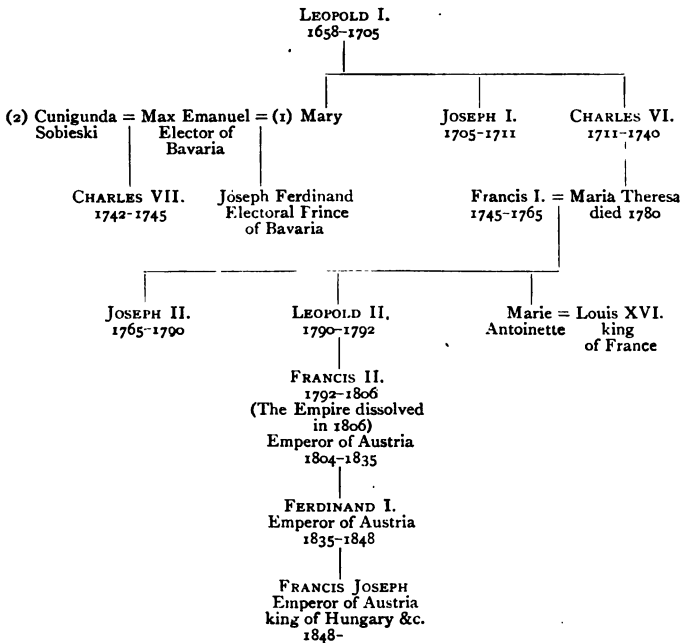 LEOPOLD I.
1658-1705
(2) Cunigunda = Max Emanuel = (1) Mary
Sobieski
Elector of
Bavaria
JOSEPH I.
1705-1711
CHARLES VI.
1711-1740
CHARLES VII.
1742-1745
Joseph Ferdinand
Electoral Frince
of Bavaria
Francis I. = Maria Theresa
1745-1765
died 1780
JOSEPH II.
1765-1790
LEOPOLD II.
1790-1792
Marie = Louis XVI.
Antoinette
king
of France
FRANCIS II.
1792-1806
(The Empire dissolved
in 1806)
Emperor of Austria
1804-1835
FERDINAND I.
Emperor of Austria
1835-1848
FRANCIS JOSEPH
Emperor of Austria
king of Hungary &c.
1848-